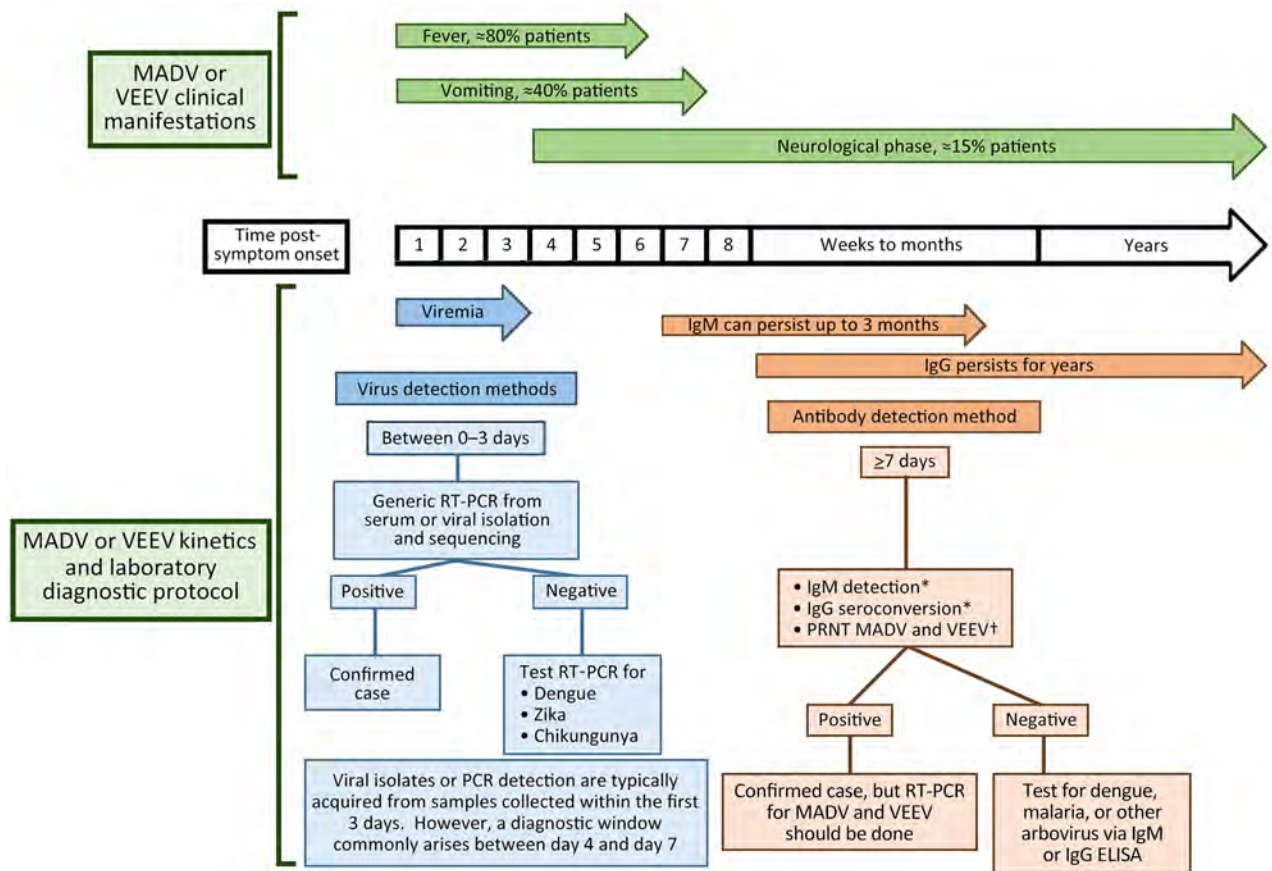 MADV or
VEEV clinical
manifestations
Fever, ≈80% patients
Vomiting, ≈40% patients
Neurological phase, ≈15% patients
Time post-
symptom onset
1 2 3 4 5 6 7 8 Weeks to months Years
MADV or VEEV kinetics
and laboratory
diagnostic protocol
Viremia
IgM can persist up to 3 months
IgG persists for years
Virus detection methods
Between 0–3 days
Generic RT-PCR from
serum or viral isolation
and sequencing
Positive
Negative
Confirmed
case
Test RT-PCR for
• Dengue
• Zika
• Chikungunya
Viral isolates or PCR detection are typically
acquired from samples collected within the first
3 days. However, a diagnostic window
commonly arises between day 4 and day 7
Antibody detection method
≥7 days
• IgM detection*
• IgG seroconversion*
• PRNT MADV and VEEV†
Positive
Negative
Confirmed case, but RT-PCR
for MADV and VEEV
should be done
Test for dengue,
malaria, or other
arbovirus via IgM
or IgG ELISA